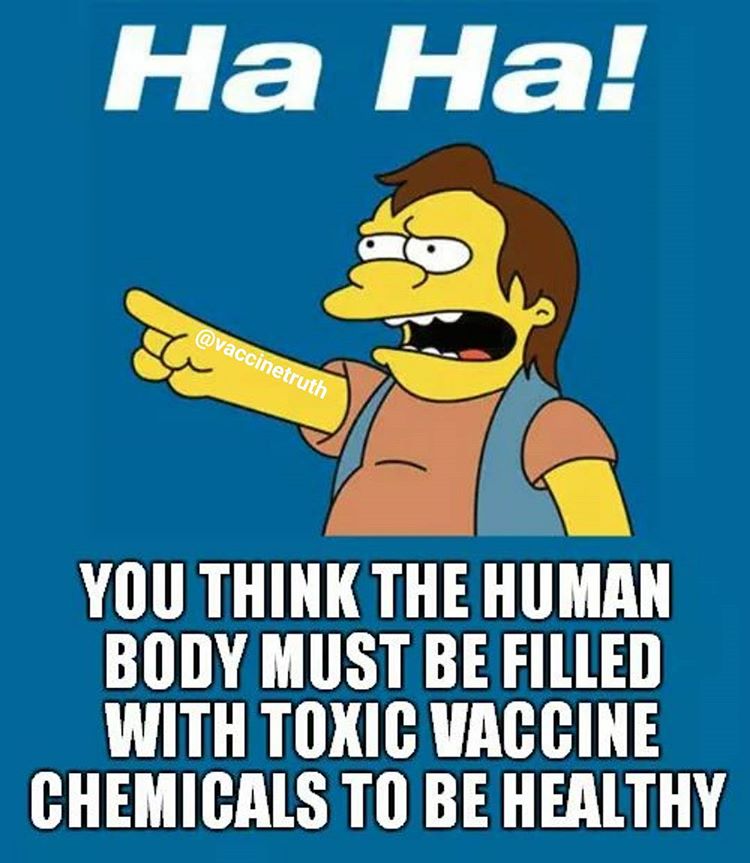 Ha Ha!
@vaccinetruth
YOU THINK THE HUMAN
BODY MUST BE FILLED
WITH TOXIC VACCINE
CHEMICALS TO BE HEALTHY